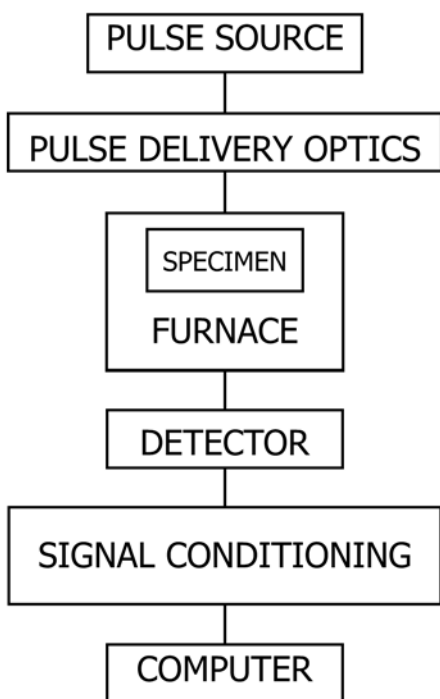 PULSE SOURCE
PULSE DELIVERY OPTICS
SPECIMEN
FURNACE
DETECTOR
SIGNAL CONDITIONING
COMPUTER